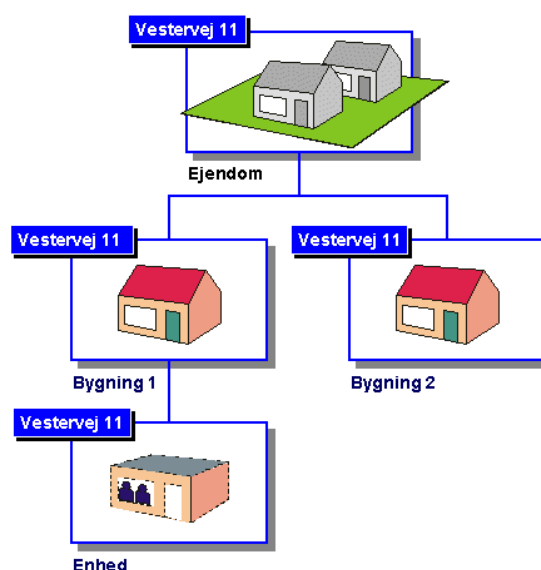 Vestervej 11
Ejendom
Vestervej 11
Vestervej 11
Bygning 1
Bygning 2
Vestervej 11
Enhed